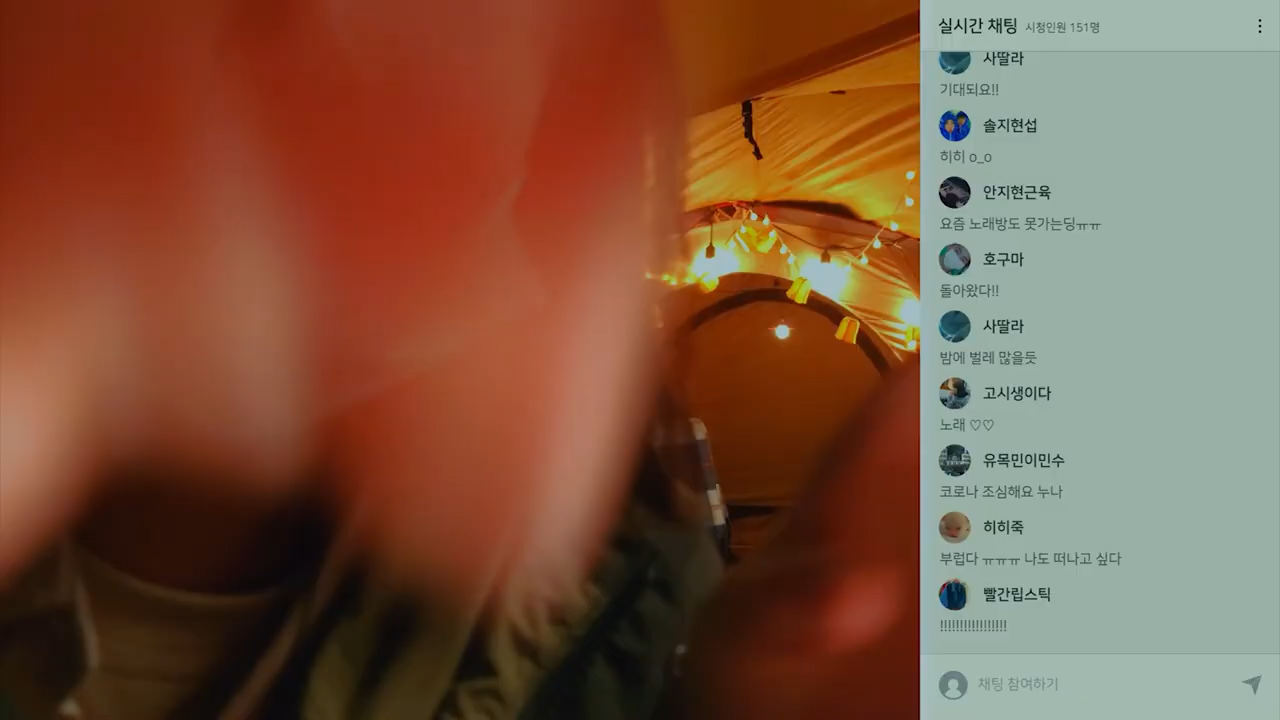 실시간 채팅 시청인원 151명
사딸라
기대되요!!
솔지현섭
히히 o_o
안지현근육
요즘 노래방도 못가는딩ㅠㅠ
호구마
돌아왔다!!
사딸라
밤에 벌레 많을듯
고시생이다
노래 ♡♡
유목민이민수
코로나 조심해요 누나
히히죽
부럽다 ㅠㅠㅠ 나도 떠나고 싶다
빨간립스틱
!!!!!!!!!!!!!!!!!
채팅 참여하기